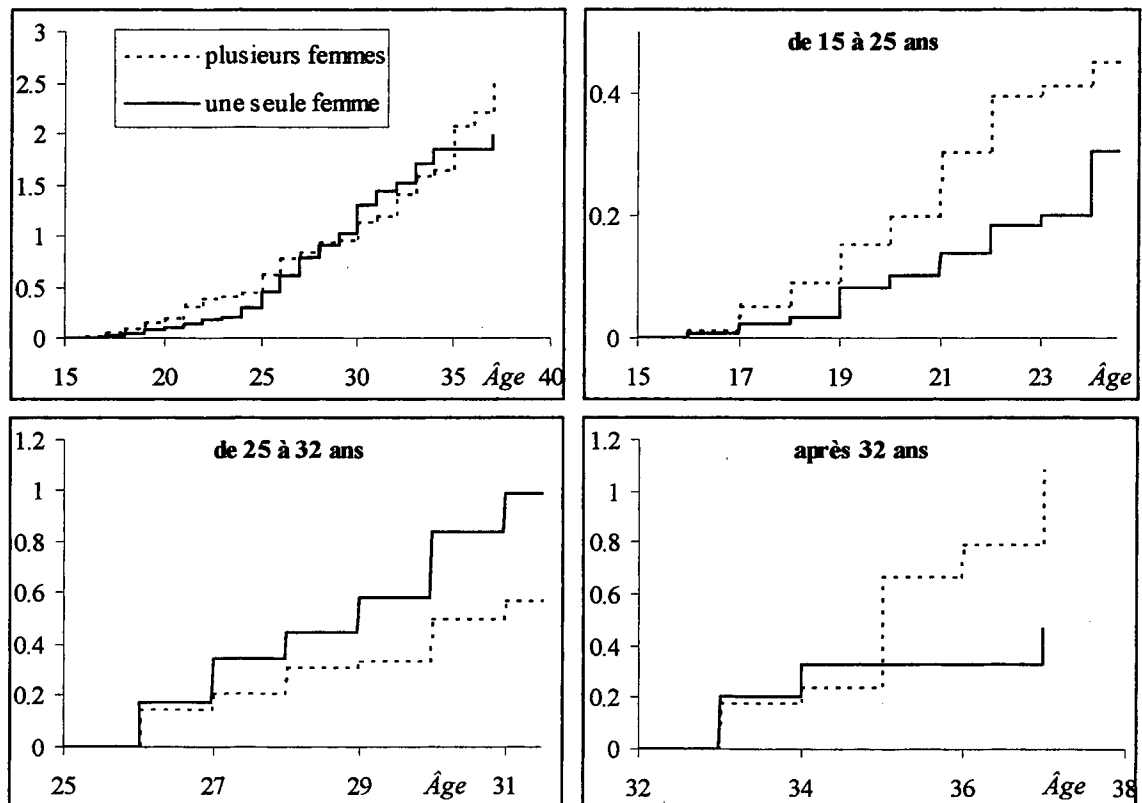 plusieurs femmes
une seule femme
3
2.5
2
1.5
1
0.5
0
15 20 25 30 35 Âge 40
de 15 à 25 ans
0.4
0.2
0
15 17 19 21 23 Âge
de 25 à 32 ans
1.2
1
0.8
0.6
0.4
0.2
0
25 27 29 Âge 31
après 32 ans
1.2
1
0.8
0.6
0.4
0.2
0
32 34 36 Âge 38